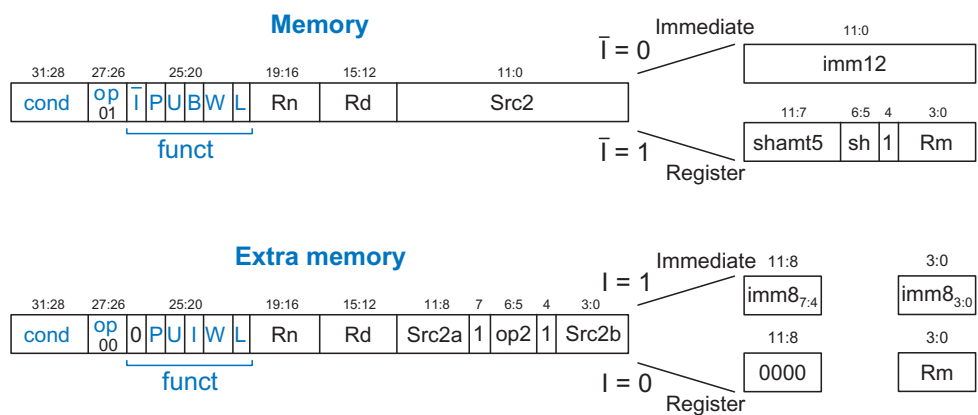 Memory
Ī = 0
Immediate
11:0
imm12
31:28 27:26 25:20 19:16 15:12 11:0
cond op 01 Ī P U B W L Rn Rd Src2
funct
Ī = 1
Register
11:7 6:5 4 3:0
shamt5 sh 1 Rm
Extra memory
I = 1
Immediate
11:8 3:0
imm8₇:₄ imm8₃:₀
31:28 27:26 25:20 19:16 15:12 11:8 7 6:5 4 3:0
cond op 00 0 P U I W L Rn Rd Src2a 1 op2 1 Src2b
funct
I = 0
Register
11:8 3:0
0000 Rm